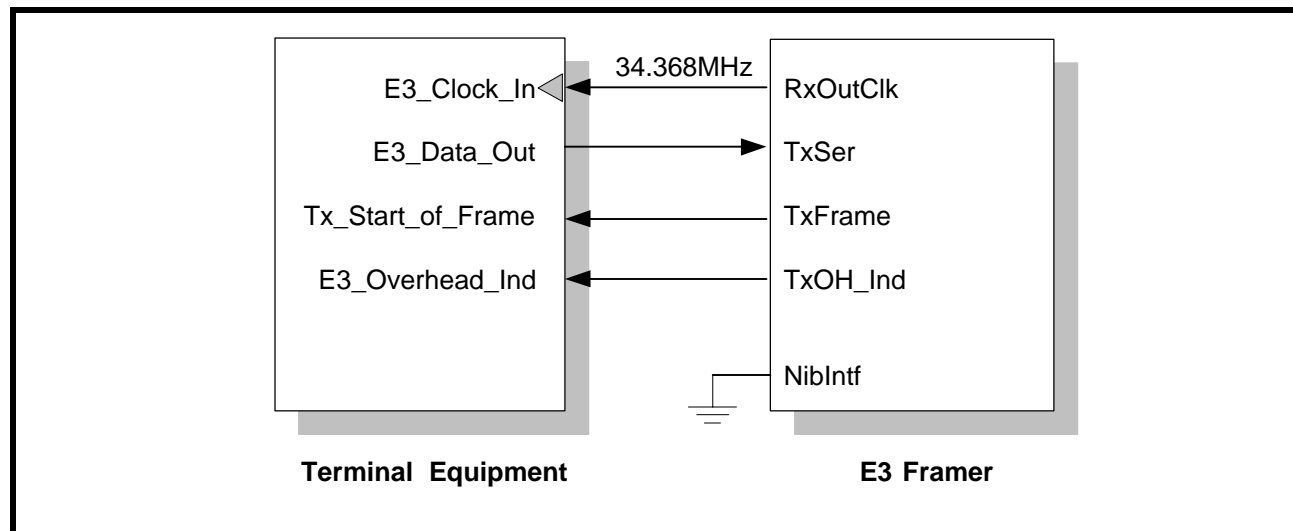 34.368MHz
E3_Clock_In
RxOutClk
E3_Data_Out
TxSer
Tx_Start_of_Frame
TxFrame
E3_Overhead_Ind
TxOH_Ind
NibIntf
Terminal Equipment
E3 Framer